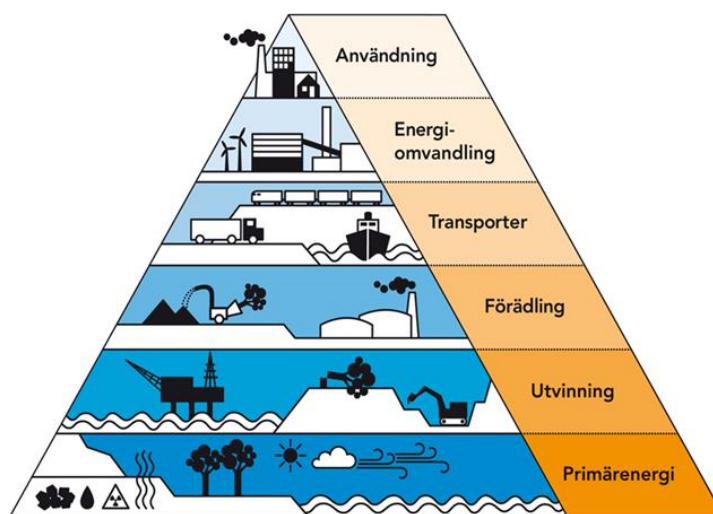 Användning
Energi-
omvandling
Transporter
Förädling
Utvinning
Primärenergi